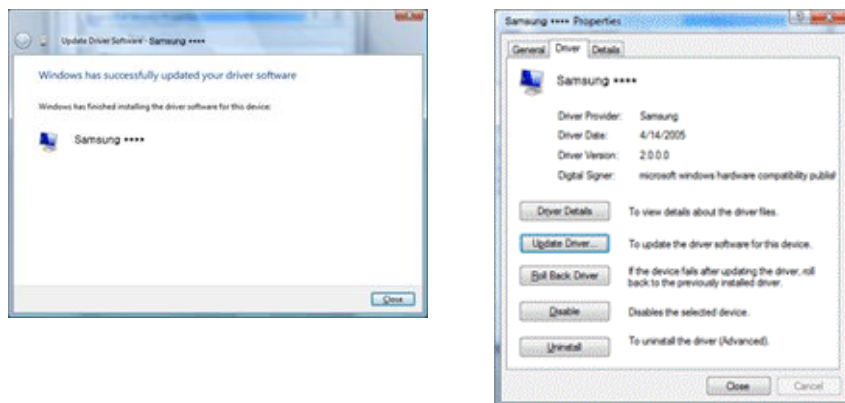 Update Driver Software - Samsung ****
Windows has successfully updated your driver software
Windows has finished installing the driver software for this device:
Samsung ****
Close
Samsung **** Properties
General Driver Details
Samsung ****
Driver Provider: Samsung
Driver Date: 4/14/2005
Driver Version: 2.0.0.0
Digital Signer: microsoft windows hardware compatibility publisl
Driver Details To view details about the driver files.
Update Driver... To update the driver software for this device.
Roll Back Driver If the device fails after updating the driver, roll
back to the previously installed driver.
Disable Disables the selected device.
Uninstall To uninstall the driver (Advanced).
Close Cancel